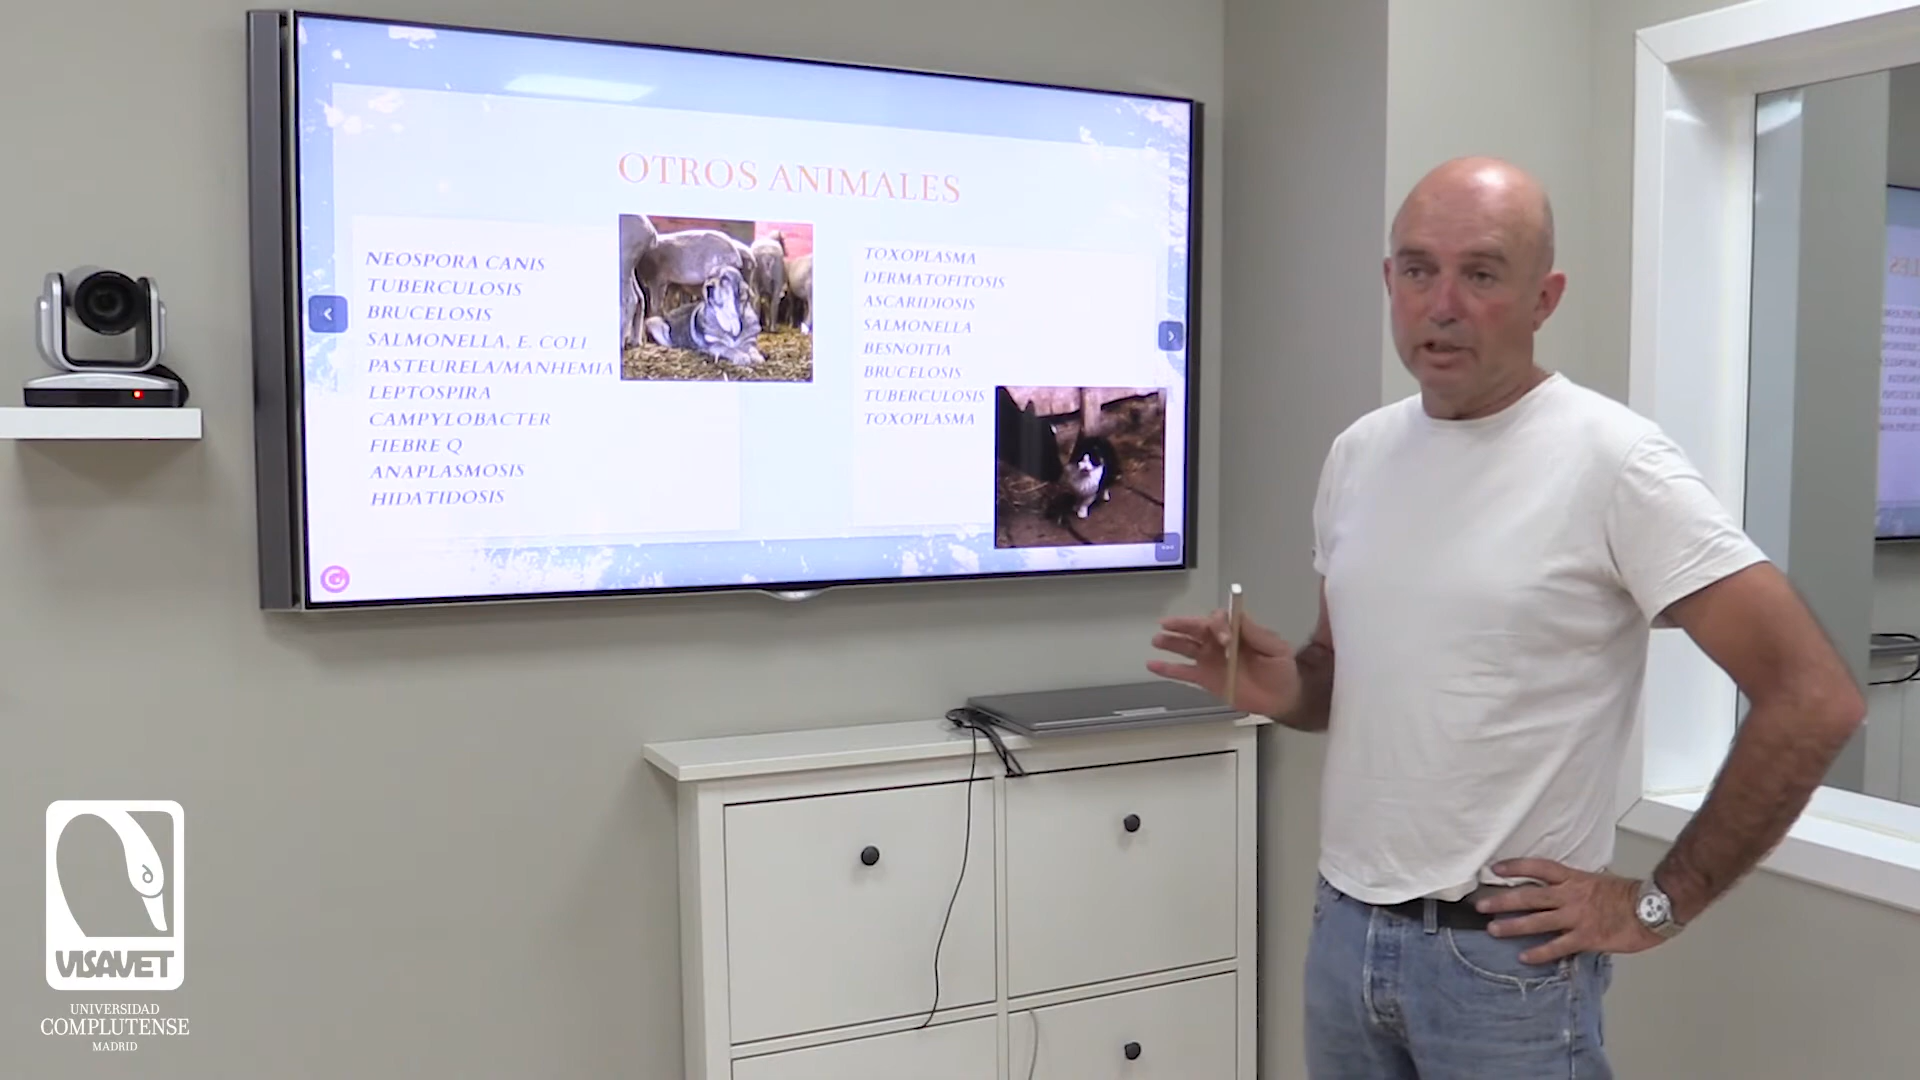 OTROS ANIMALES
NEOSPORA CANIS
TUBERCULOSIS
BRUCELOSIS
SALMONELLA, E. COLI
PASTEURELA/MANHEMIA
LEPTOSPIRA
CAMPYLOBACTER
FIEBRE Q
ANAPLASMOSIS
HIDATIDOSIS
TOXOPLASMA
DERMATOFITOSIS
ASCARIDIOSIS
SALMONELLA
BESNOITIA
BRUCELOSIS
TUBERCULOSIS
TOXOPLASMA
VISAVET
UNIVERSIDAD
COMPLUTENSE
MADRID